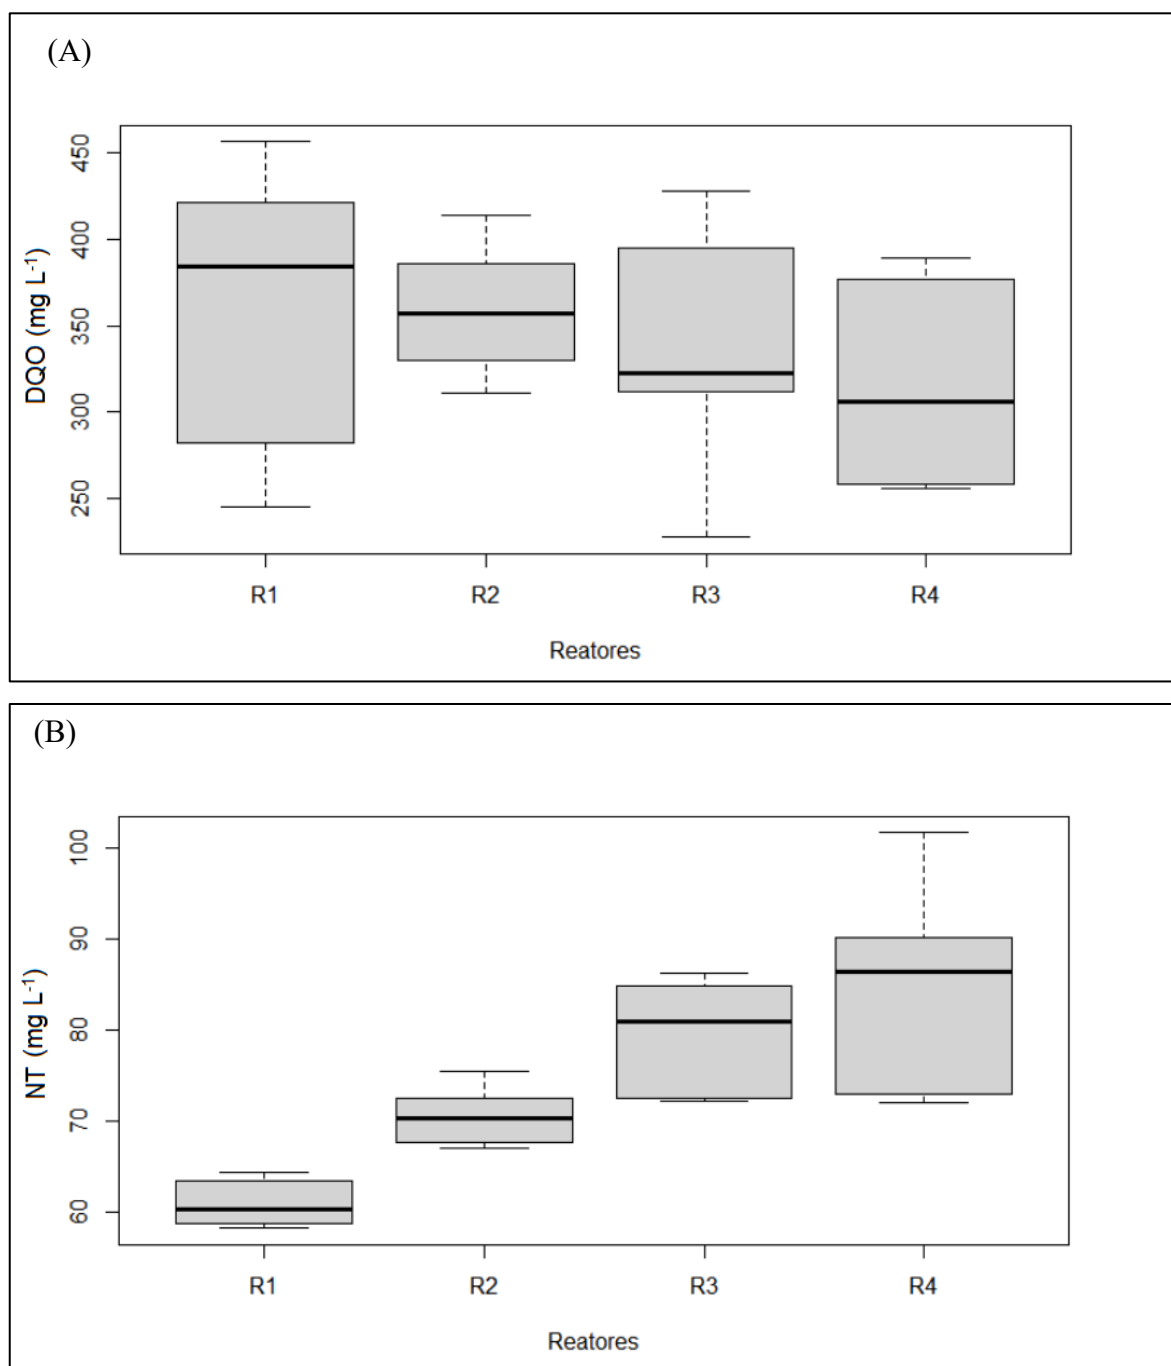 (A)
DQO (mg L⁻¹)
450
400
350
300
250
R1 R2 R3 R4
Reatores
(B)
NT (mg L⁻¹)
100
90
80
70
60
R1 R2 R3 R4
Reatores